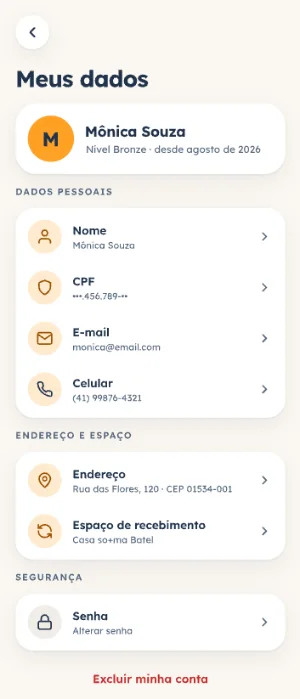 Meus dados
M
Mônica Souza
Nível Bronze · desde agosto de 2026
DADOS PESSOAIS
Nome
Mônica Souza
CPF
•••.456.789-••
E-mail
monica@email.com
Celular
(41) 99876-4321
ENDEREÇO E ESPAÇO
Endereço
Rua das Flores, 120 · CEP 01534-001
Espaço de recebimento
Casa so+ma Batel
SEGURANÇA
Senha
Alterar senha
Excluir minha conta